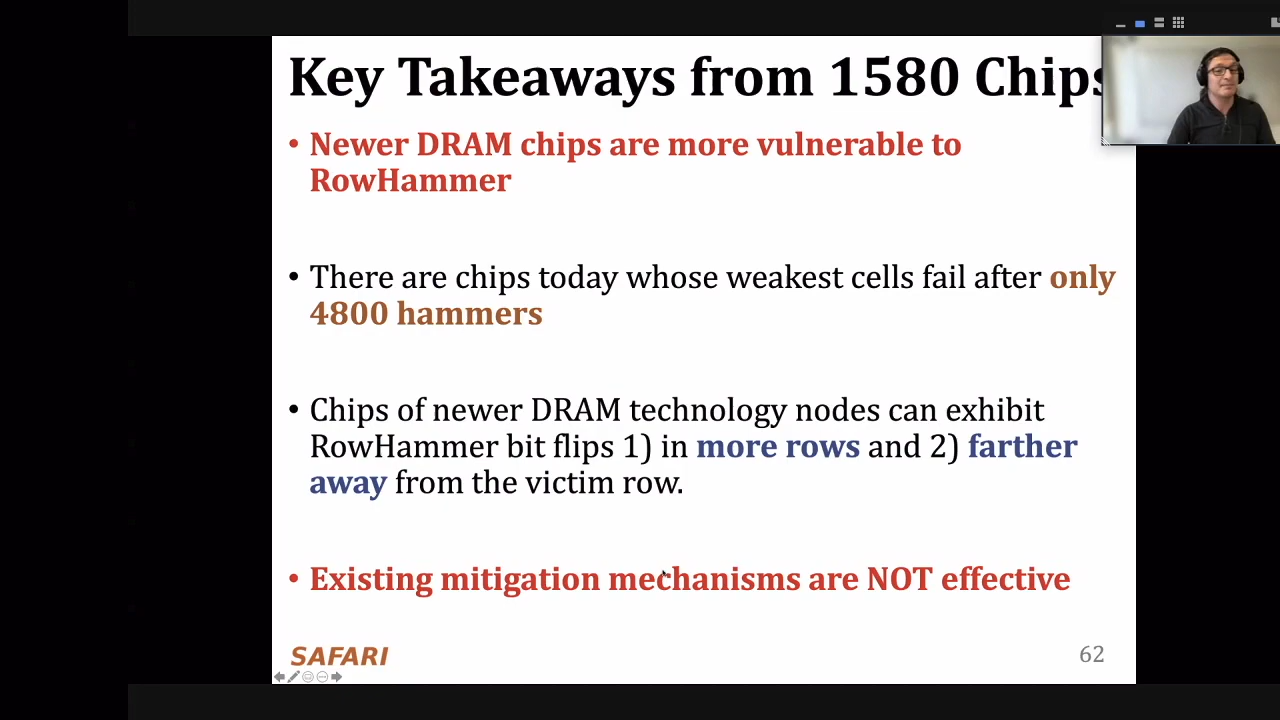 Key Takeaways from 1580 Chips
• Newer DRAM chips are more vulnerable to
RowHammer
• There are chips today whose weakest cells fail after only
4800 hammers
• Chips of newer DRAM technology nodes can exhibit
RowHammer bit flips 1) in more rows and 2) farther
away from the victim row.
• Existing mitigation mechanisms are NOT effective
SAFARI
62